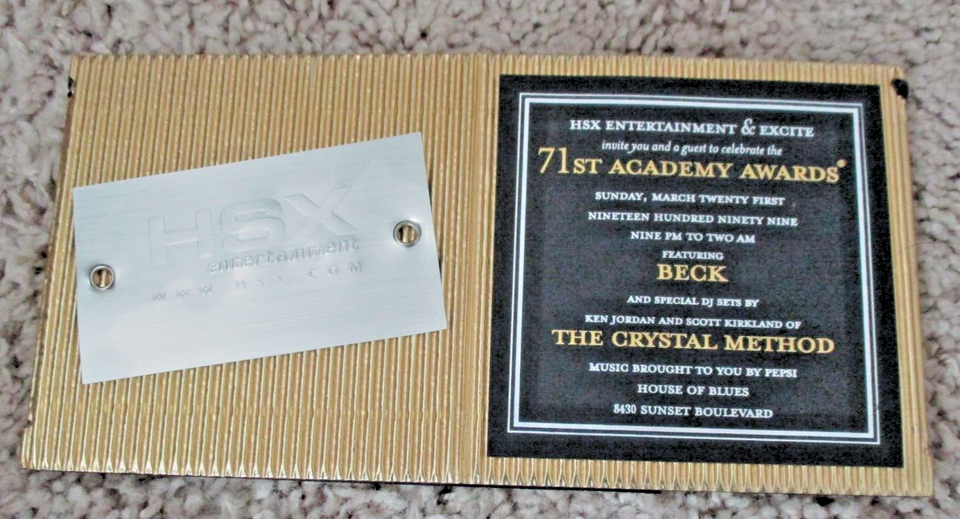 HSX
entertainment
WWW.HSX.COM
HSX ENTERTAINMENT & EXCITE
invite you and a guest to celebrate the
71ST ACADEMY AWARDS®
SUNDAY, MARCH TWENTY FIRST
NINETEEN HUNDRED NINETY NINE
NINE PM TO TWO AM
FEATURING
BECK
AND SPECIAL DJ SETS BY
KEN JORDAN AND SCOTT KIRKLAND OF
THE CRYSTAL METHOD
MUSIC BROUGHT TO YOU BY PEPSI
HOUSE OF BLUES
8430 SUNSET BOULEVARD